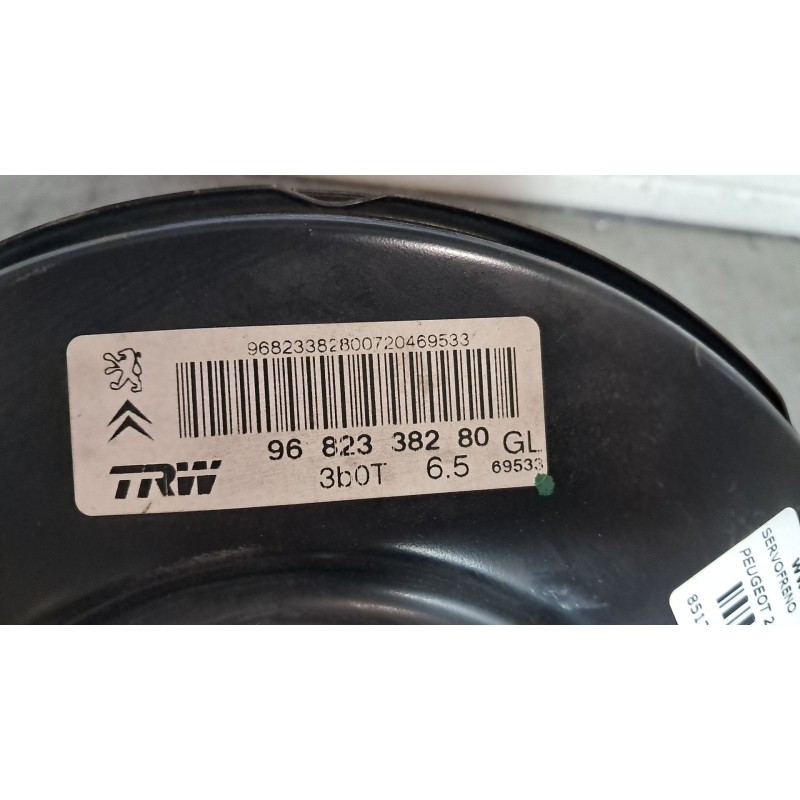 96823382800720469533
96 823 382 80 GL
3b0T 6.5 69533
TRW
SERVOFRENO
PEUGEOT 2